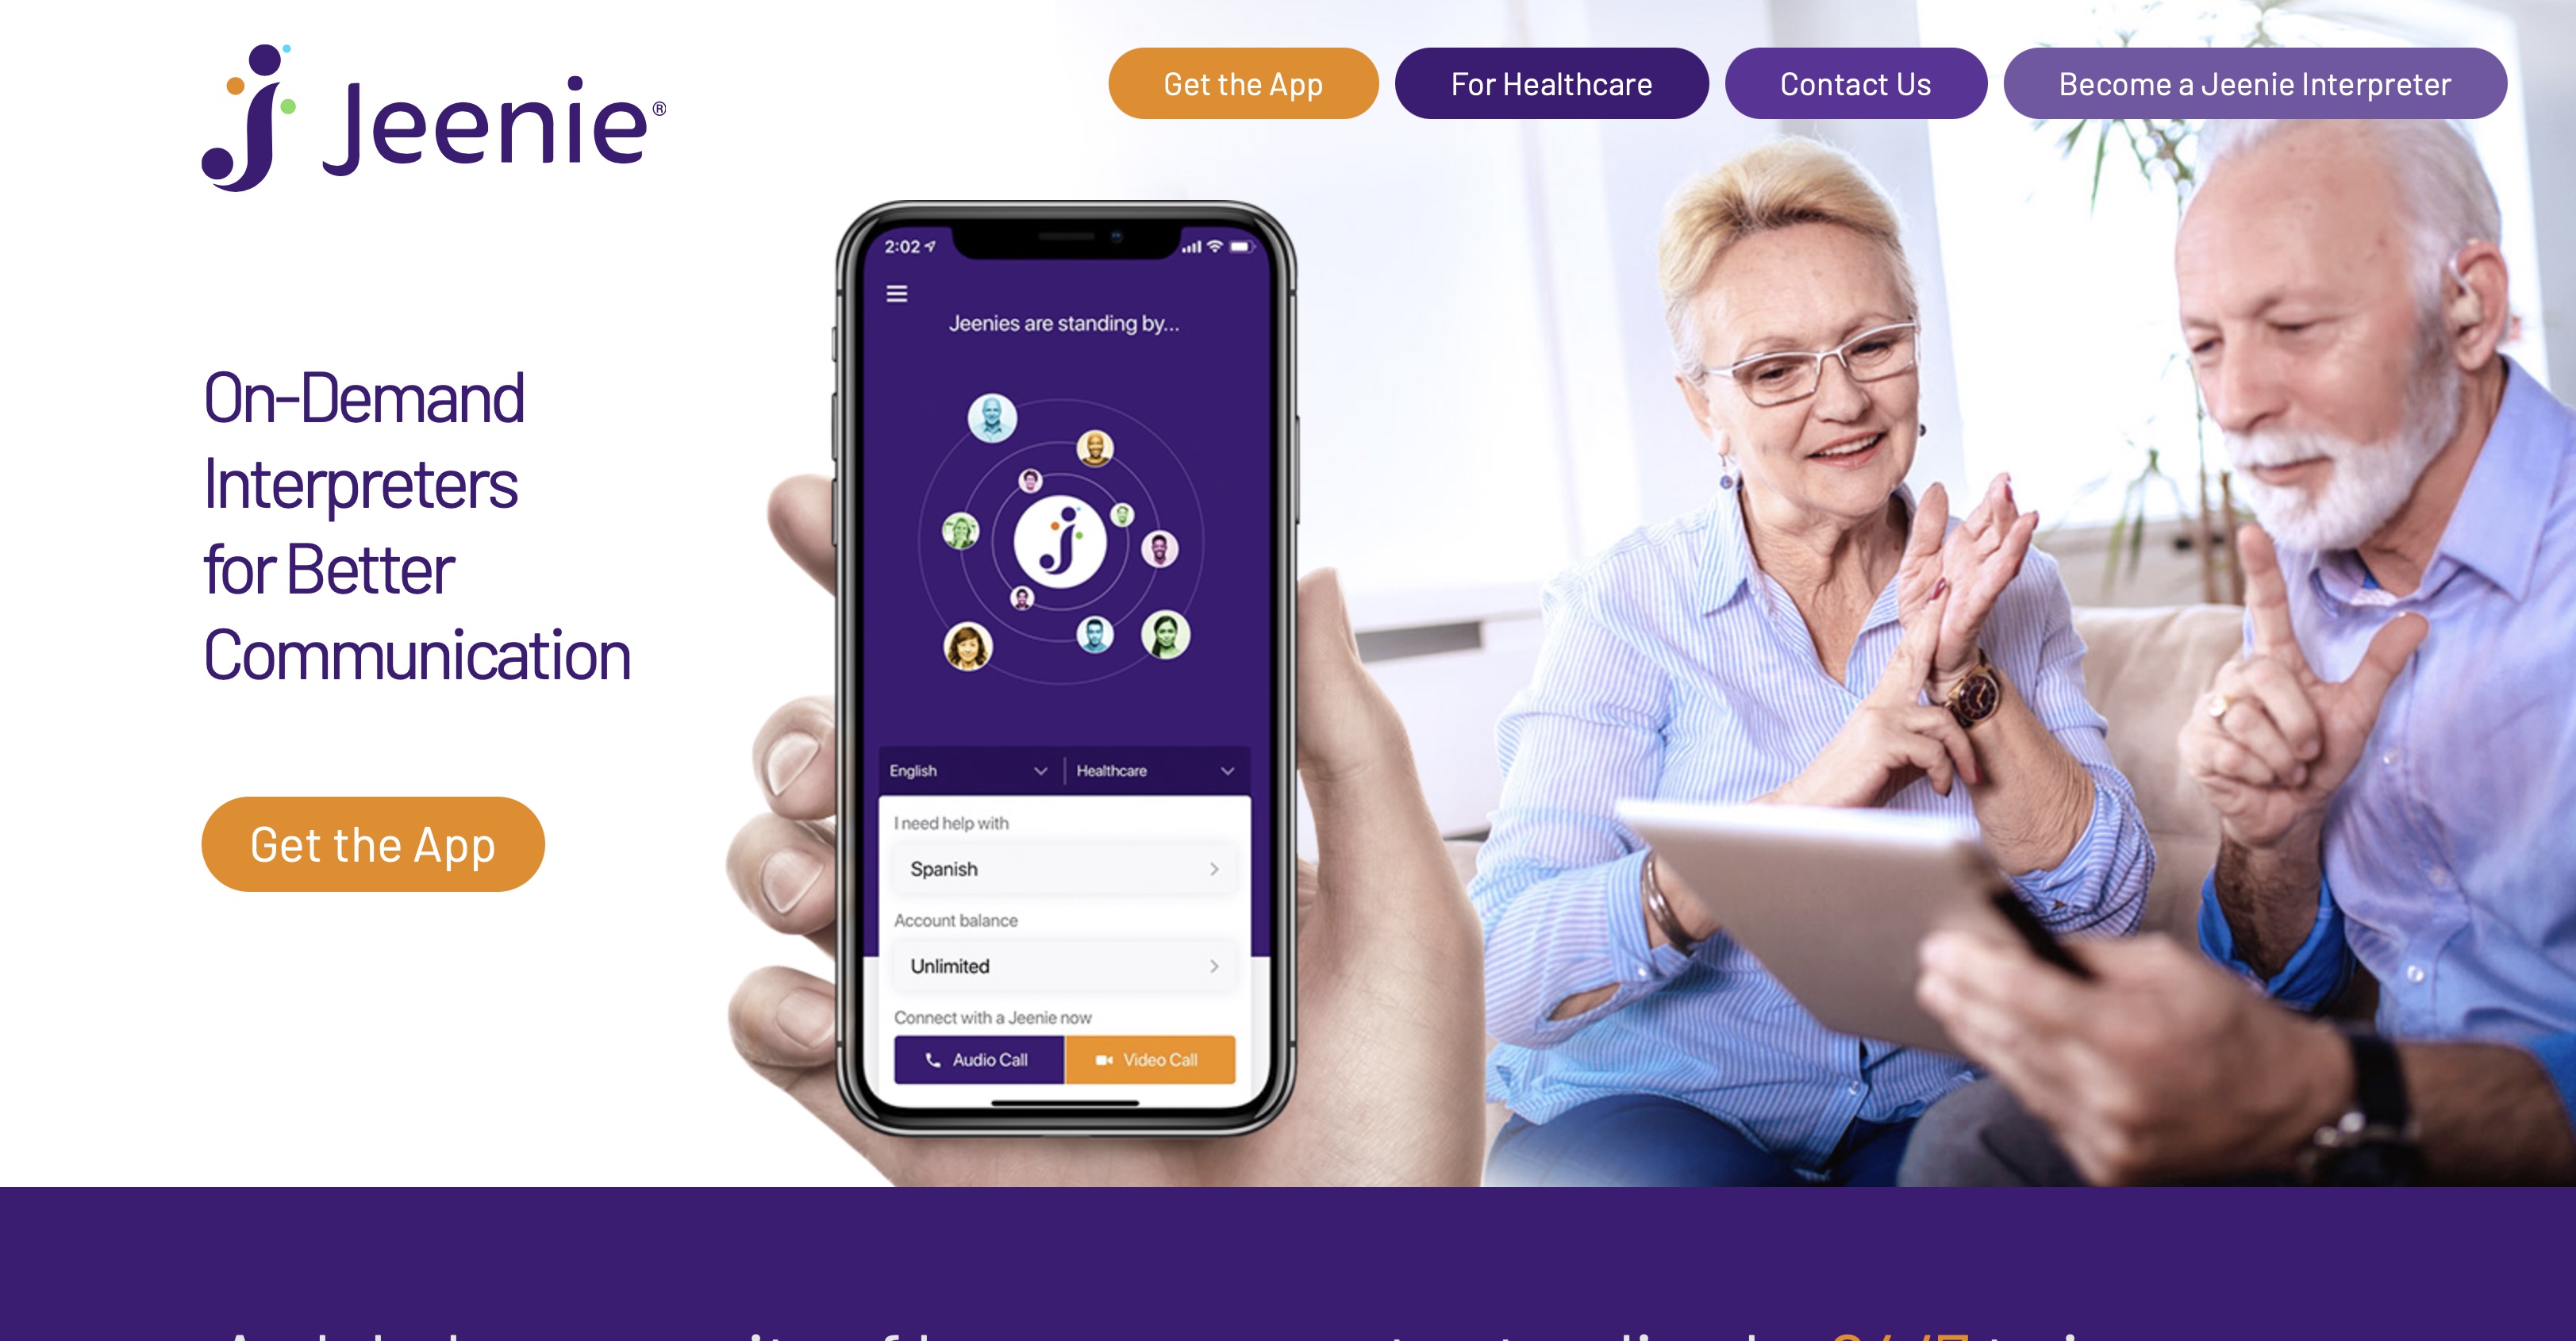 Jeenie®
Get the App
For Healthcare
Contact Us
Become a Jeenie Interpreter
On-Demand
Interpreters
for Better
Communication
Get the App
2:02
Jeenies are standing by...
English
Healthcare
I need help with
Spanish
Account balance
Unlimited
Connect with a Jeenie now
Audio Call
Video Call
24/7